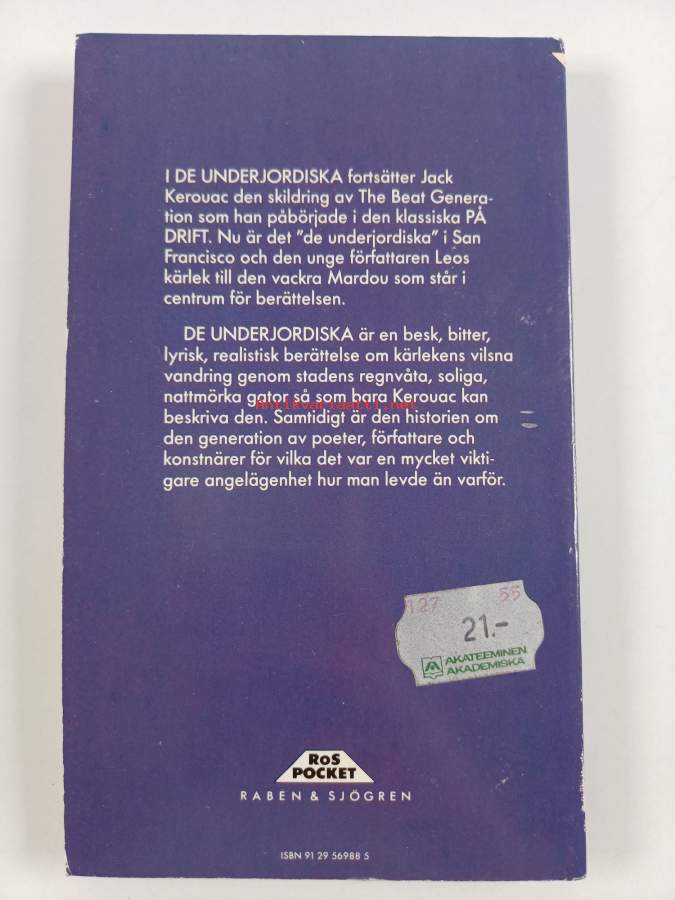 I DE UNDERJORDISKA fortsätter Jack
Kerouac den skildring av The Beat Genera-
tion som han påbörjade i den klassiska PÅ
DRIFT. Nu är det ”de underjordiska” i San
Francisco och den unge författaren Leos
kärlek till den vackra Mardou som står i
centrum för berättelsen.
DE UNDERJORDISKA är en besk, bitter,
lyrisk, realistisk berättelse om kärlekens vilsna
vandring genom stadens regnvåta, soliga,
nattmörka gator så som bara Kerouac kan
Antikvariaatti.net
beskriva den. Samtidigt är den historien om
den generation av poeter, författare och
konstnärer för vilka det var en mycket vikti-
gare angelägenhet hur man levde än varför.
127 55
21.-
AKATEEMINEN
AKADEMISKA
RoS
POCKET
RABÉN & SJÖGREN
ISBN 91 29 56988 5